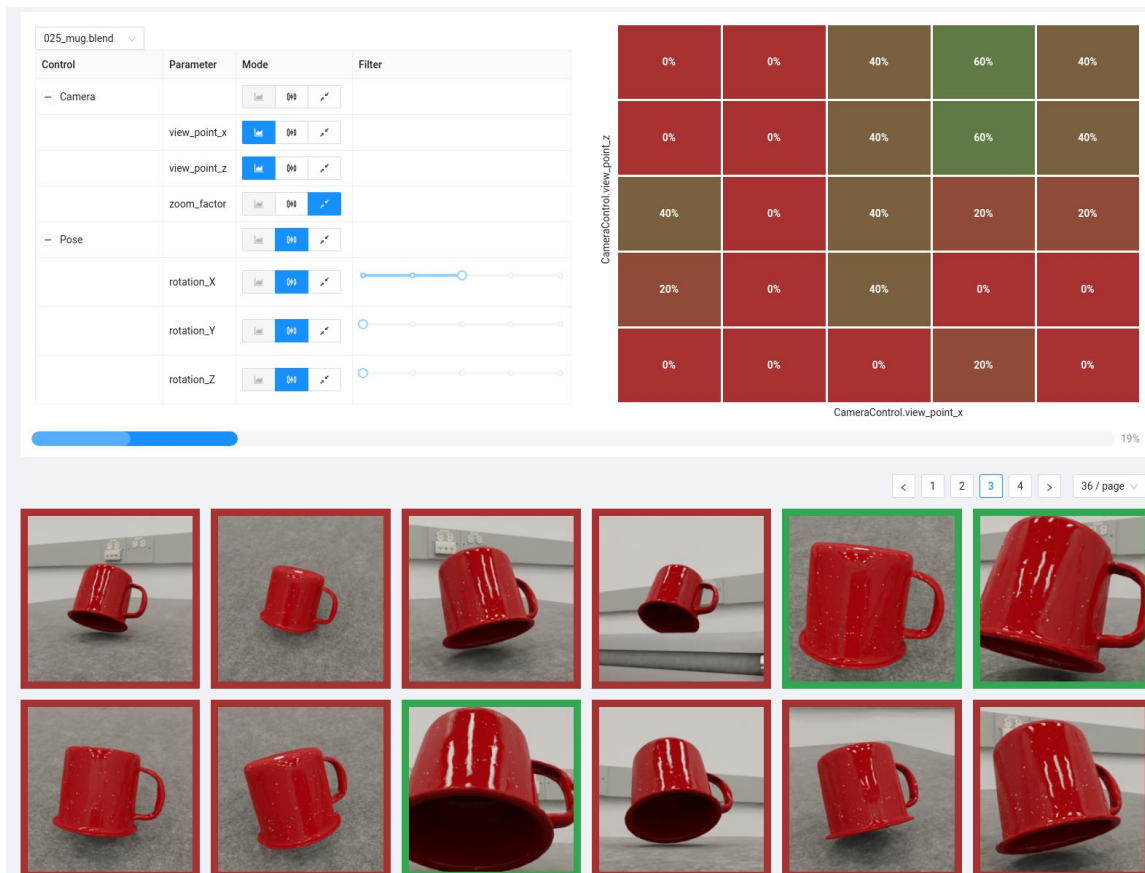 025_mug.blend
Control Parameter Mode Filter
Camera
view_point_x
view_point_z
zoom_factor
Pose
rotation_X
rotation_Y
rotation_Z
CameraControl.view_point_z
0% 0% 40% 60% 40%
0% 0% 40% 60% 40%
40% 0% 40% 20% 20%
20% 0% 40% 0% 0%
0% 0% 0% 20% 0%
CameraControl.view_point_x
19%
< 1 2 3 4 > 36 / page